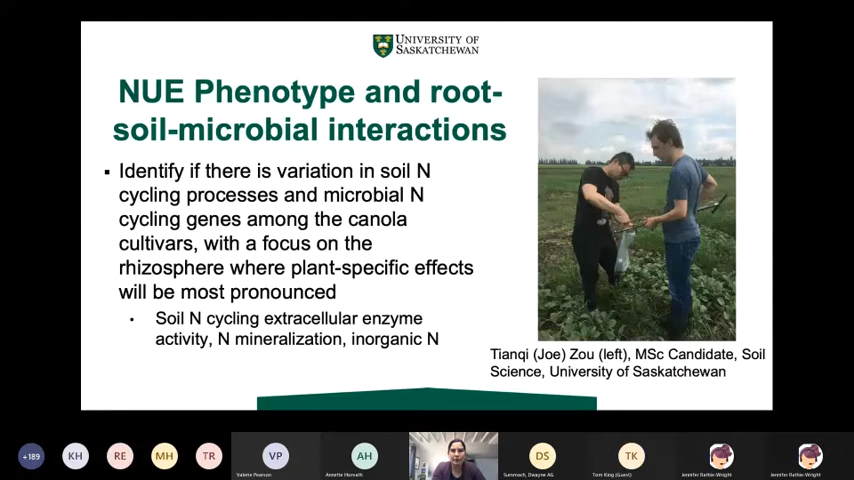 UNIVERSITY OF
SASKATCHEWAN
NUE Phenotype and root-
soil-microbial interactions
▪ Identify if there is variation in soil N
cycling processes and microbial N
cycling genes among the canola
cultivars, with a focus on the
rhizosphere where plant-specific effects
will be most pronounced
• Soil N cycling extracellular enzyme
activity, N mineralization, inorganic N
Tianqi (Joe) Zou (left), MSc Candidate, Soil
Science, University of Saskatchewan
+189 KH RE MH TR VP AH DS TK
Valerie Pearson Annette Horvath Summach, Dwayne AG Tom King (Guest) Jennifer Rathie-Wright Jennifer Rathie-Wright